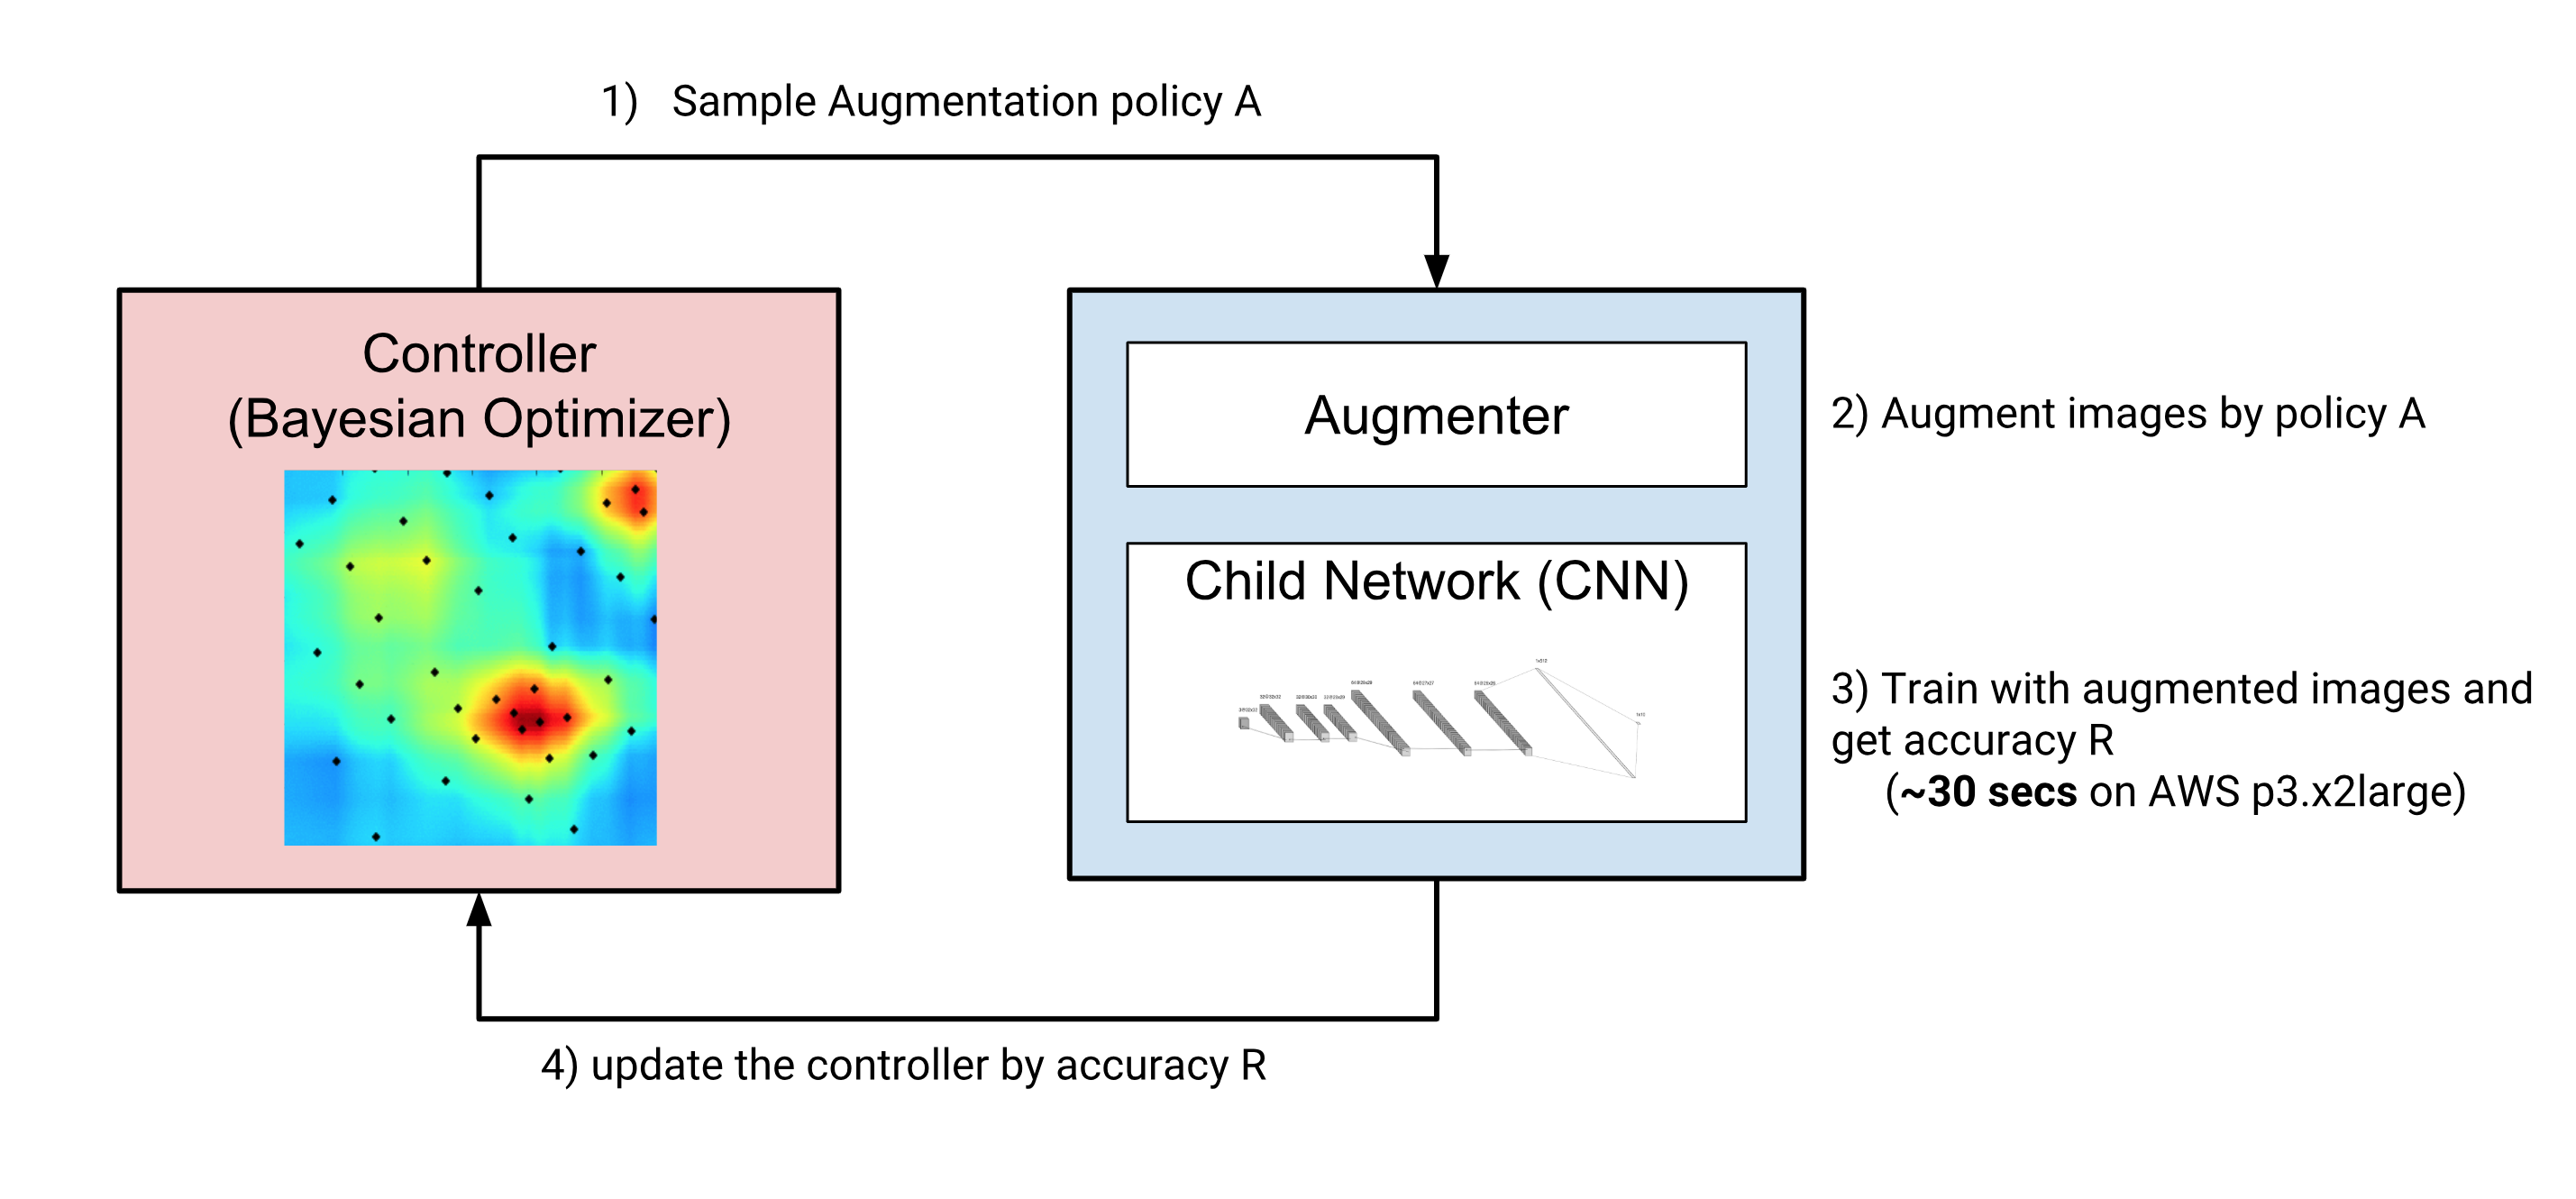 1) Sample Augmentation policy A
Controller
(Bayesian Optimizer)
Augmenter
2) Augment images by policy A
Child Network (CNN)
3) Train with augmented images and
get accuracy R
(~30 secs on AWS p3.x2large)
4) update the controller by accuracy R